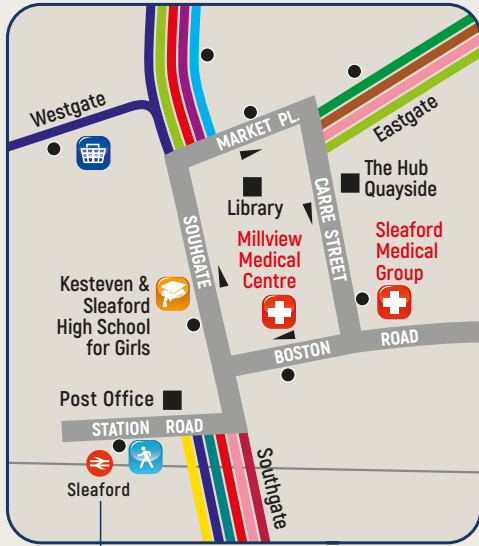 Westgate
MARKET PL.
Eastgate
The Hub
Quayside
Library
CARRE STREET
SOUHGATE
Millview
Medical
Centre
Sleaford
Medical
Group
Kesteven &
Sleaford
High School
for Girls
BOSTON ROAD
Post Office
STATION ROAD
Sleaford
Southgate